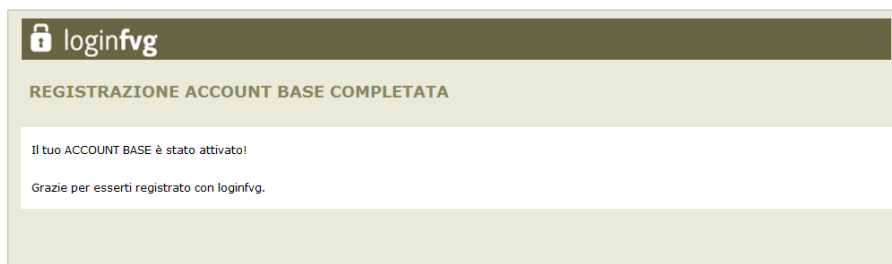 loginfvg
REGISTRAZIONE ACCOUNT BASE COMPLETATA
Il tuo ACCOUNT BASE è stato attivato!
Grazie per esserti registrato con loginfvg.